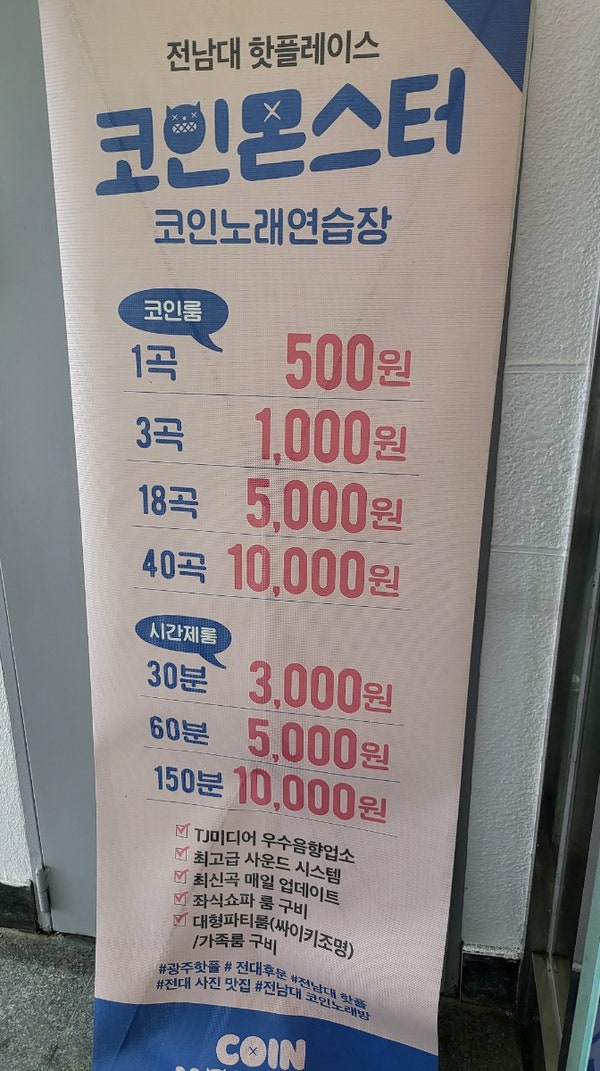 전남대 핫플레이스
코인몬스터
코인노래연습장
코인룸
1곡 500원
3곡 1,000원
18곡 5,000원
40곡 10,000원
시간제룸
30분 3,000원
60분 5,000원
150분 10,000원
TJ미디어 우수음향업소
최고급 사운드 시스템
최신곡 매일 업데이트
좌식쇼파 룸 구비
대형파티룸(싸이키조명)
/가족룸 구비
#광주핫플 # 전대후문 #전남대 핫플
#전대 사진 맛집 #전남대 코인노래방
COIN